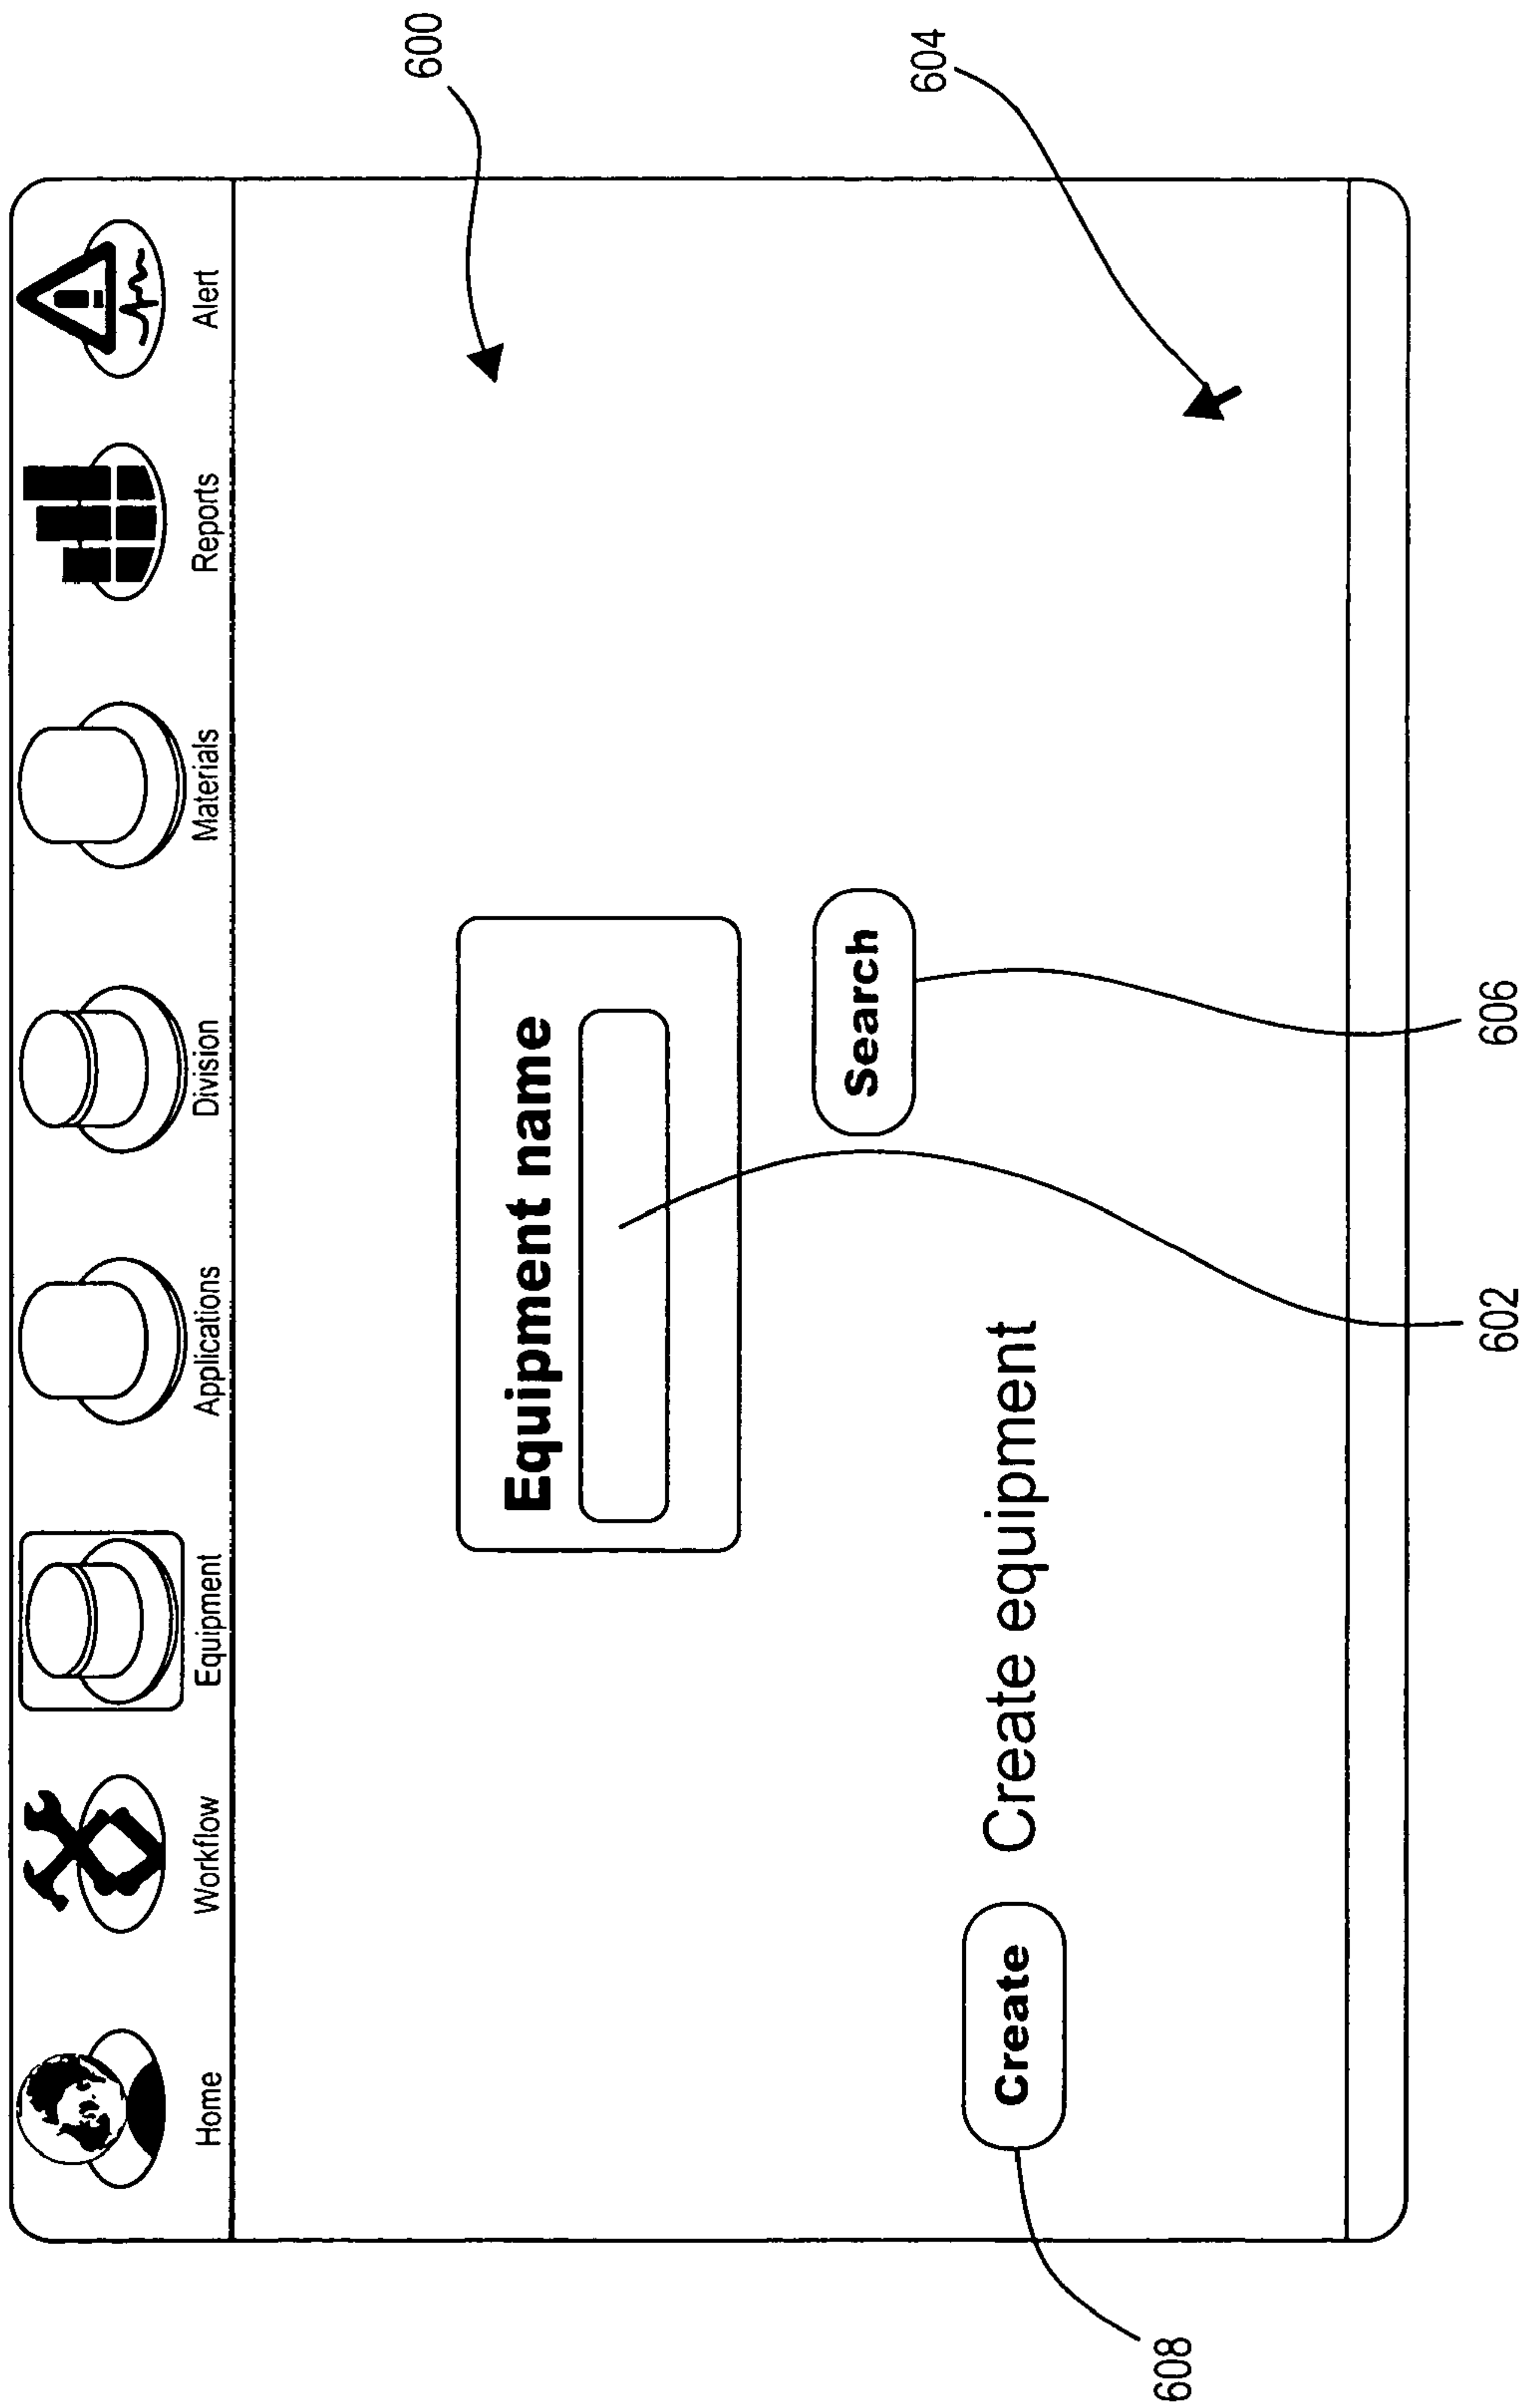 Home Workflow Equipment Applications Division Materials Reports Alert
600
Equipment name
Search
Create Create equipment
604
608
602
606